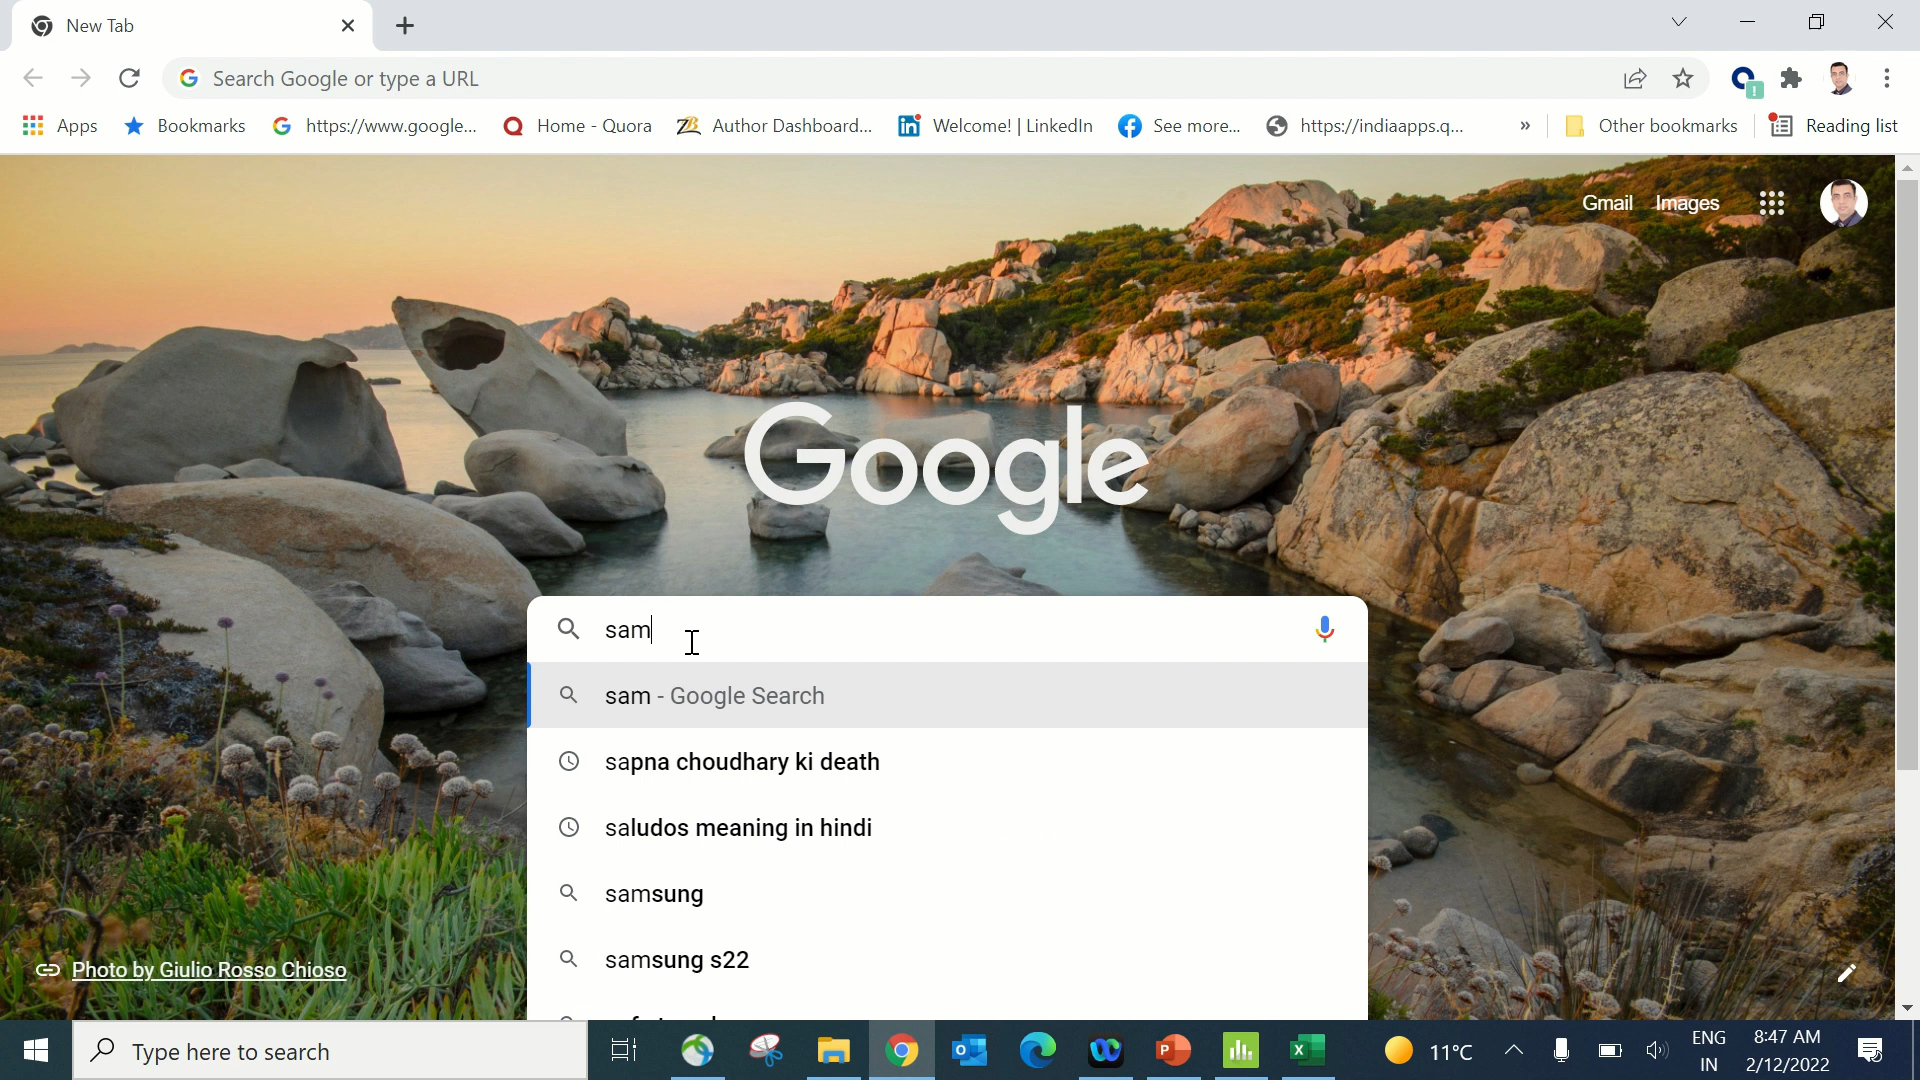 New Tab
Search Google or type a URL
Apps
Bookmarks
https://www.google...
Home - Quora
Author Dashboard...
Welcome! | LinkedIn
See more...
https://indiaapps.q...
»
Other bookmarks
Reading list
Gmail
Images
Google
sam
sam - Google Search
sapna choudhary ki death
saludos meaning in hindi
samsung
samsung s22
Photo by Giulio Rosso Chioso
Type here to search
11°C
ENG
IN
8:47 AM
2/12/2022